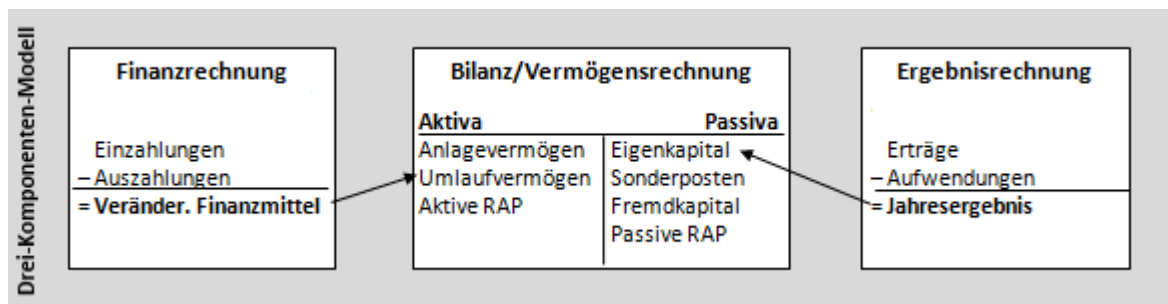 Drei-Komponenten-Modell
Finanzrechnung
Einzahlungen
– Auszahlungen
= Veränder. Finanzmittel
Bilanz/Vermögensrechnung
Aktiva Passiva
Anlagevermögen Eigenkapital
Umlaufvermögen Sonderposten
Aktive RAP Fremdkapital
Passive RAP
Ergebnisrechnung
Erträge
– Aufwendungen
= Jahresergebnis